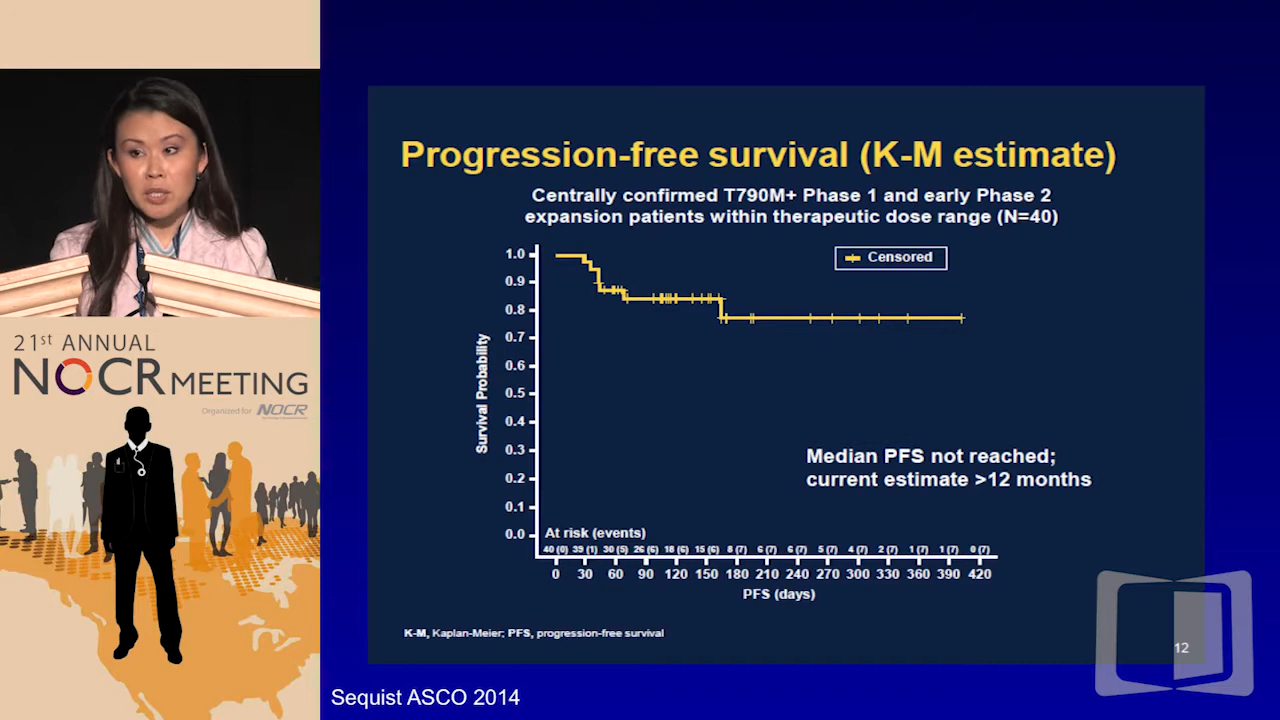 Progression-free survival (K-M estimate)
Centrally confirmed T790M+ Phase 1 and early Phase 2
expansion patients within therapeutic dose range (N=40)
Censored
Survival Probability
1.0
0.9
0.8
0.7
0.6
0.5
0.4
0.3
0.2
0.1
0.0
Median PFS not reached;
current estimate >12 months
At risk (events)
40 (0) 39 (1) 30 (5) 26 (6) 18 (6) 15 (6) 8 (7) 6 (7) 6 (7) 5 (7) 4 (7) 2 (7) 1 (7) 1 (7) 0 (7)
0 30 60 90 120 150 180 210 240 270 300 330 360 390 420
PFS (days)
K-M, Kaplan-Meier; PFS, progression-free survival
12
Sequist ASCO 2014
21st ANNUAL
NOCR MEETING
Organized for NOCR